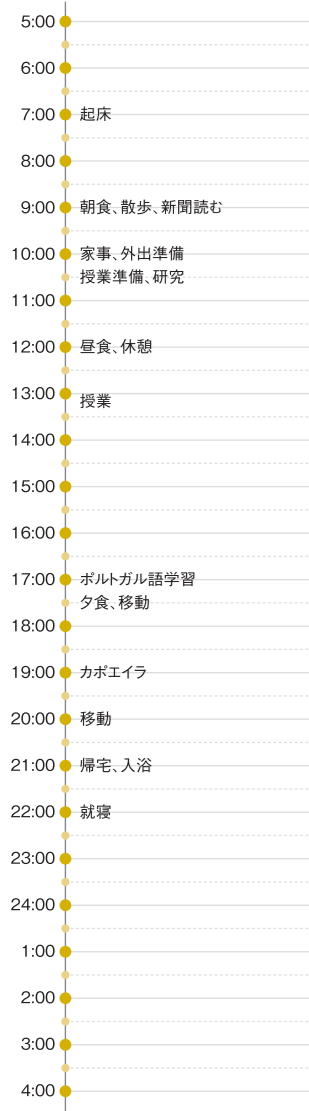 5:00
6:00
7:00 起床
8:00
9:00 朝食、散歩、新聞読む
10:00 家事、外出準備
授業準備、研究
11:00
12:00 昼食、休憩
13:00 授業
14:00
15:00
16:00
17:00 ポルトガル語学習
夕食、移動
18:00
19:00 カポエイラ
20:00 移動
21:00 帰宅、入浴
22:00 就寝
23:00
24:00
1:00
2:00
3:00
4:00